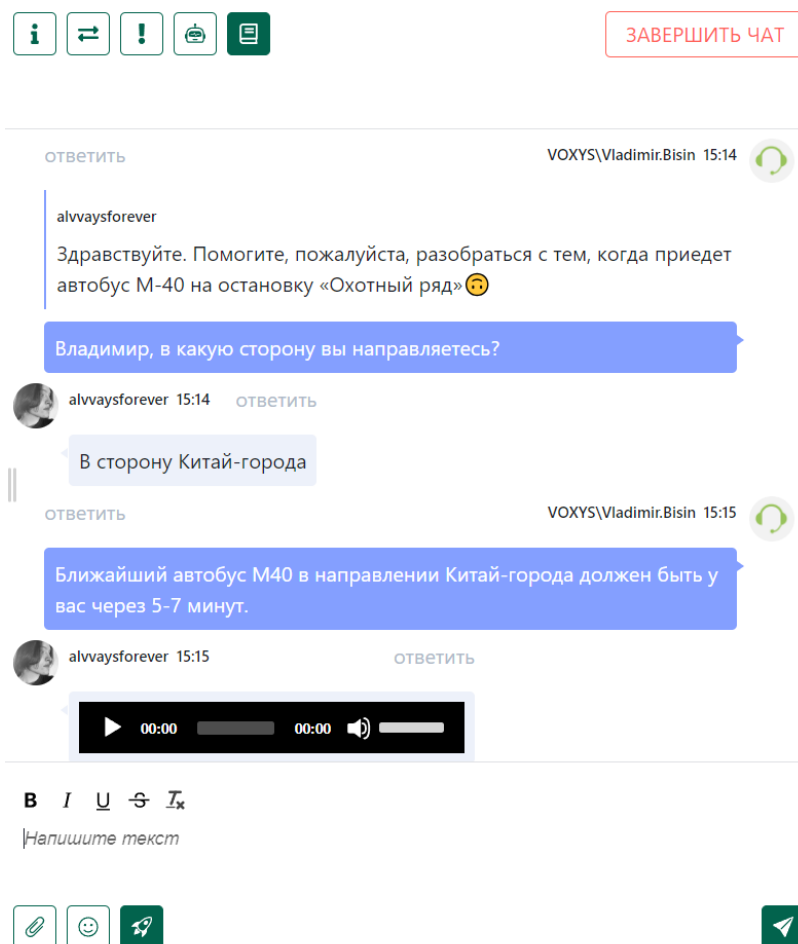 ЗАВЕРШИТЬ ЧАТ
ответить
VOXYS\Vladimir.Bisin 15:14
alvvaysforever
Здравствуйте. Помогите, пожалуйста, разобраться с тем, когда приедет
автобус М-40 на остановку «Охотный ряд»🙃
Владимир, в какую сторону вы направляетесь?
alvvaysforever 15:14 ответить
В сторону Китай-города
ответить
VOXYS\Vladimir.Bisin 15:15
Ближайший автобус М40 в направлении Китай-города должен быть у
вас через 5-7 минут.
alvvaysforever 15:15 ответить
00:00 00:00
B I U S Tx
Напишите текст